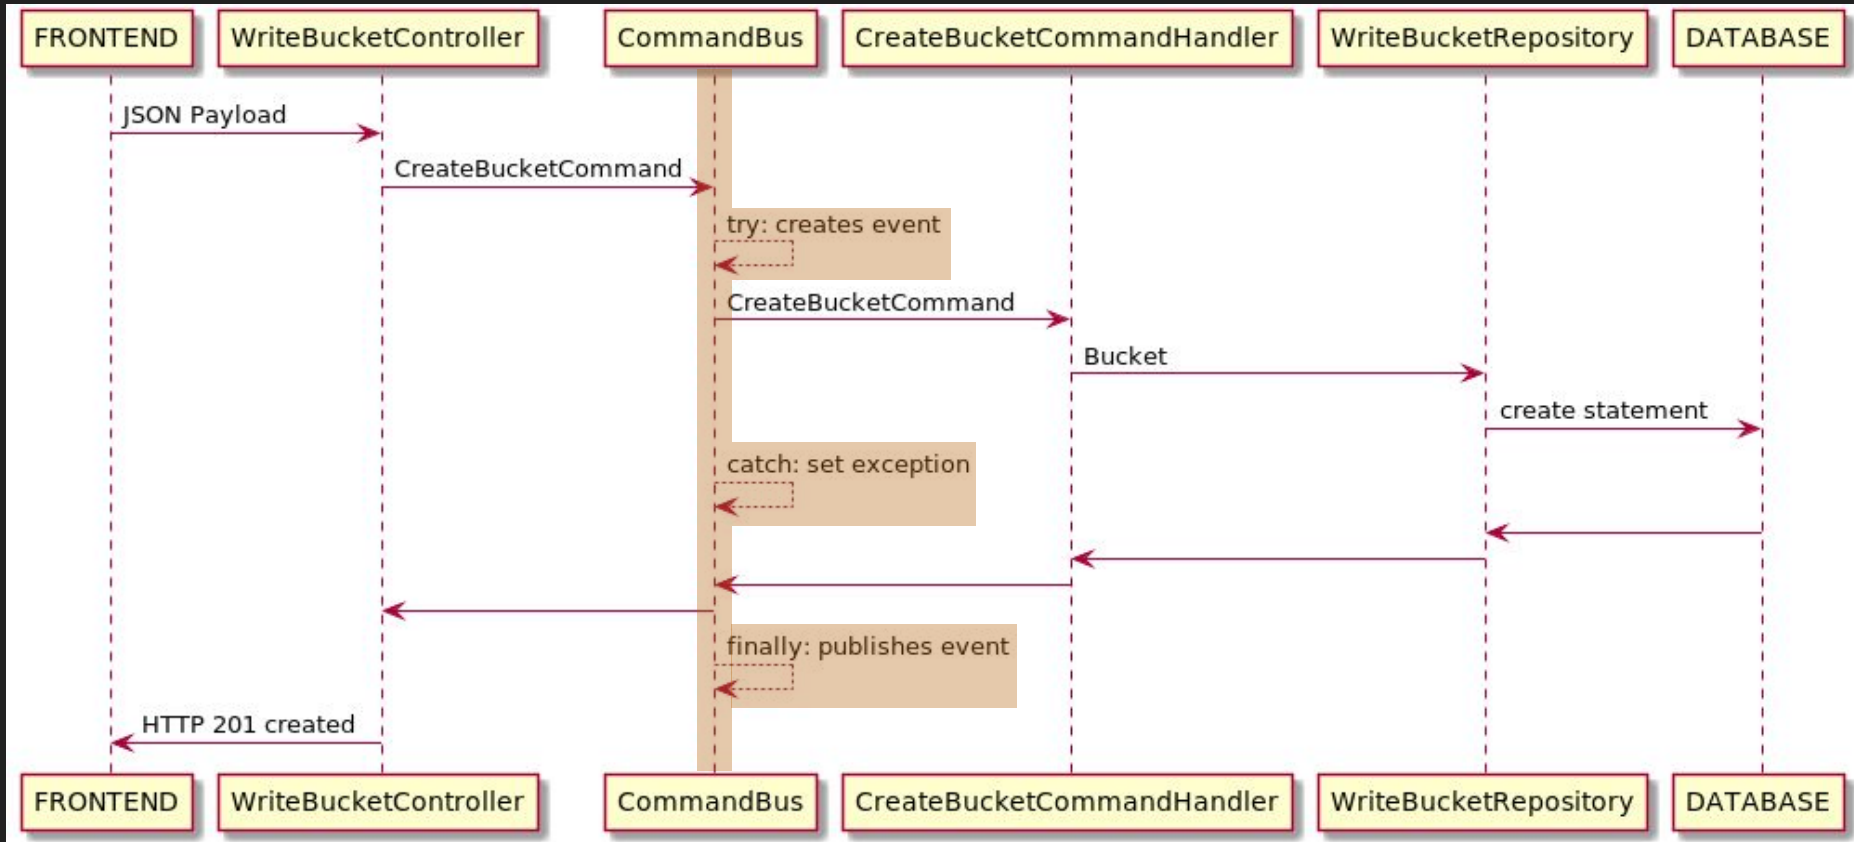 FRONTEND
WriteBucketController
CommandBus
CreateBucketCommandHandler
WriteBucketRepository
DATABASE
JSON Payload
CreateBucketCommand
try: creates event
CreateBucketCommand
Bucket
create statement
catch: set exception
finally: publishes event
HTTP 201 created
FRONTEND
WriteBucketController
CommandBus
CreateBucketCommandHandler
WriteBucketRepository
DATABASE